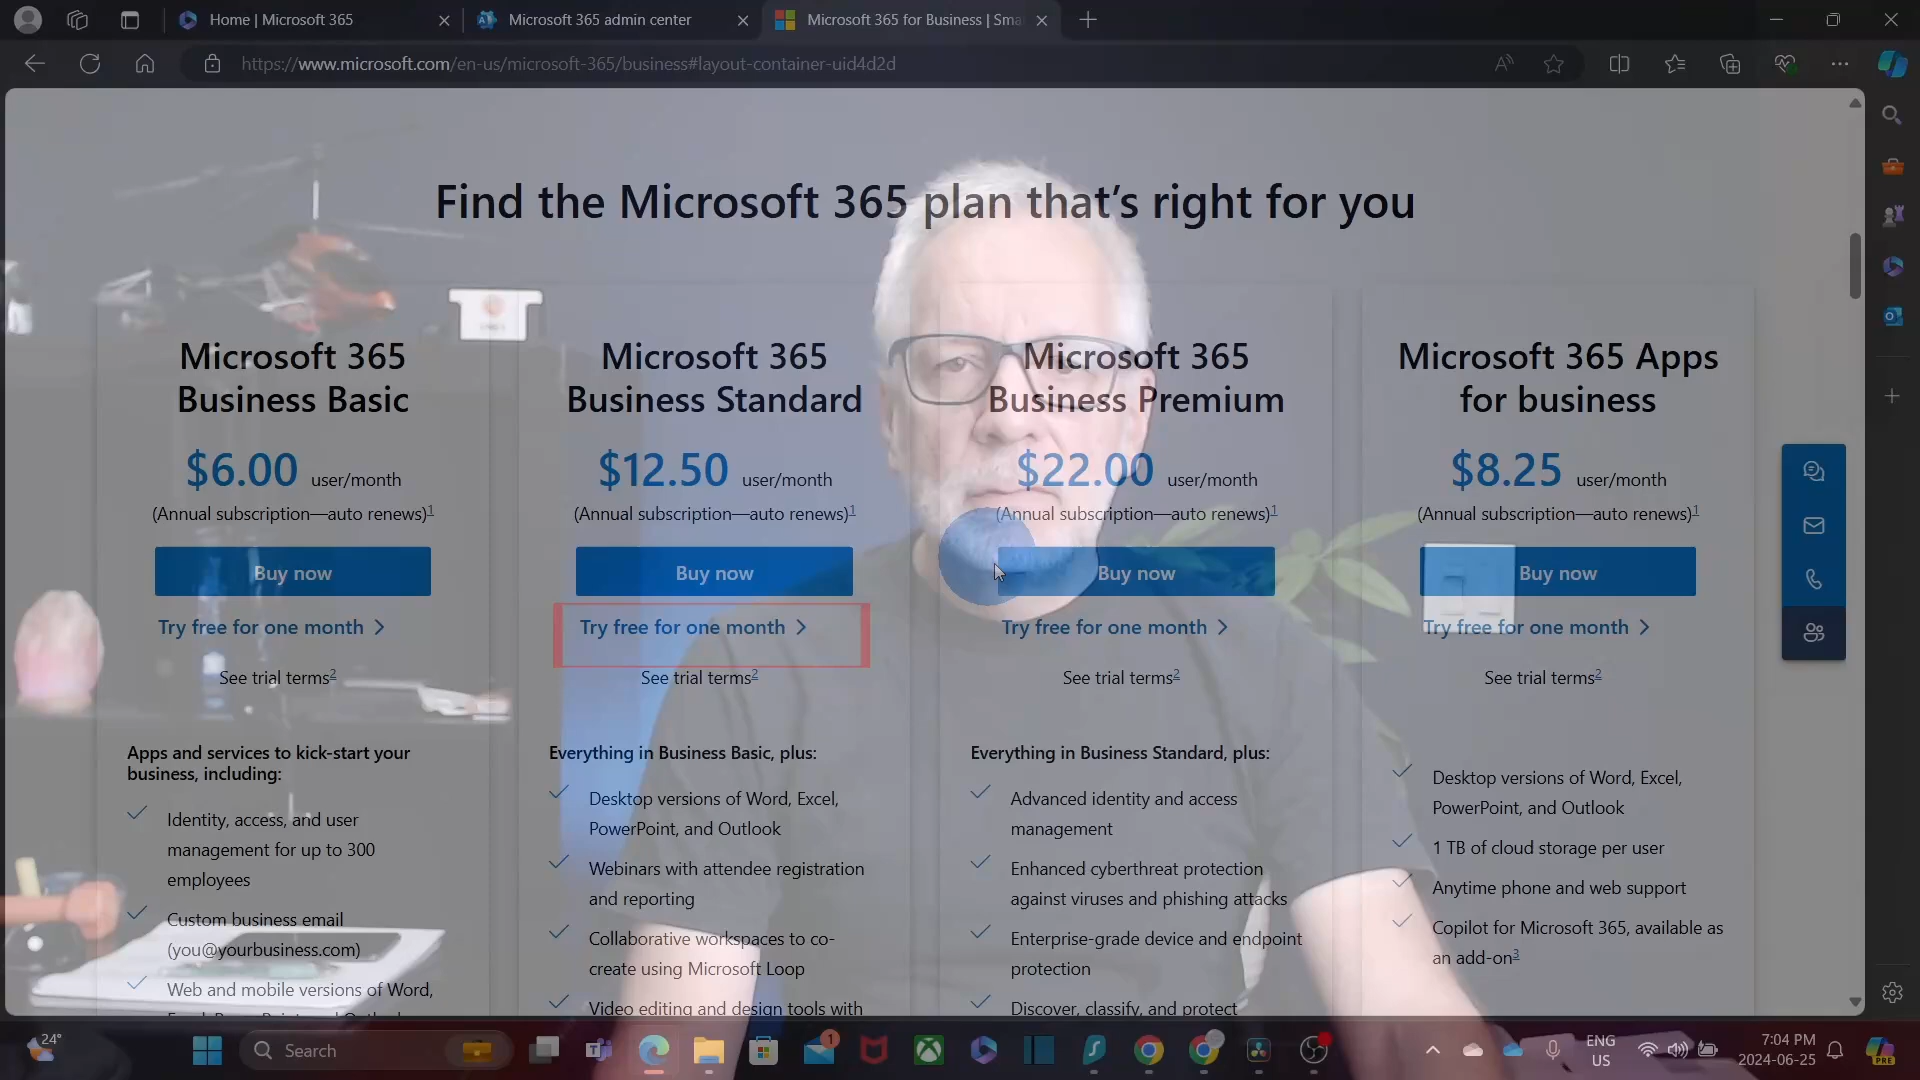 Home | Microsoft 365
Microsoft 365 admin center
Microsoft 365 for Business | Sma
https://www.microsoft.com/en-us/microsoft-365/business#layout-container-uid4d2d
Find the Microsoft 365 plan that's right for you
Microsoft 365
Business Basic
$6.00 user/month
(Annual subscription—auto renews)1
Buy now
Try free for one month
See trial terms2
Apps and services to kick-start your
business, including:
Identity, access, and user
management for up to 300
employees
Custom business email
(you@yourbusiness.com)
Web and mobile versions of Word,
Microsoft 365
Business Standard
$12.50 user/month
(Annual subscription—auto renews)1
Buy now
Try free for one month
See trial terms2
Everything in Business Basic, plus:
Desktop versions of Word, Excel,
PowerPoint, and Outlook
Webinars with attendee registration
and reporting
Collaborative workspaces to co-
create using Microsoft Loop
Video editing and design tools with
Microsoft 365
Business Premium
$22.00 user/month
(Annual subscription—auto renews)1
Buy now
Try free for one month
See trial terms2
Everything in Business Standard, plus:
Advanced identity and access
management
Enhanced cyberthreat protection
against viruses and phishing attacks
Enterprise-grade device and endpoint
protection
Discover, classify, and protect
Microsoft 365 Apps
for business
$8.25 user/month
(Annual subscription—auto renews)1
Buy now
Try free for one month
See trial terms2
Desktop versions of Word, Excel,
PowerPoint, and Outlook
1 TB of cloud storage per user
Anytime phone and web support
Copilot for Microsoft 365, available as
an add-on3
24°
Search
1
ENG
US
7:04 PM
2024-06-25
PRE